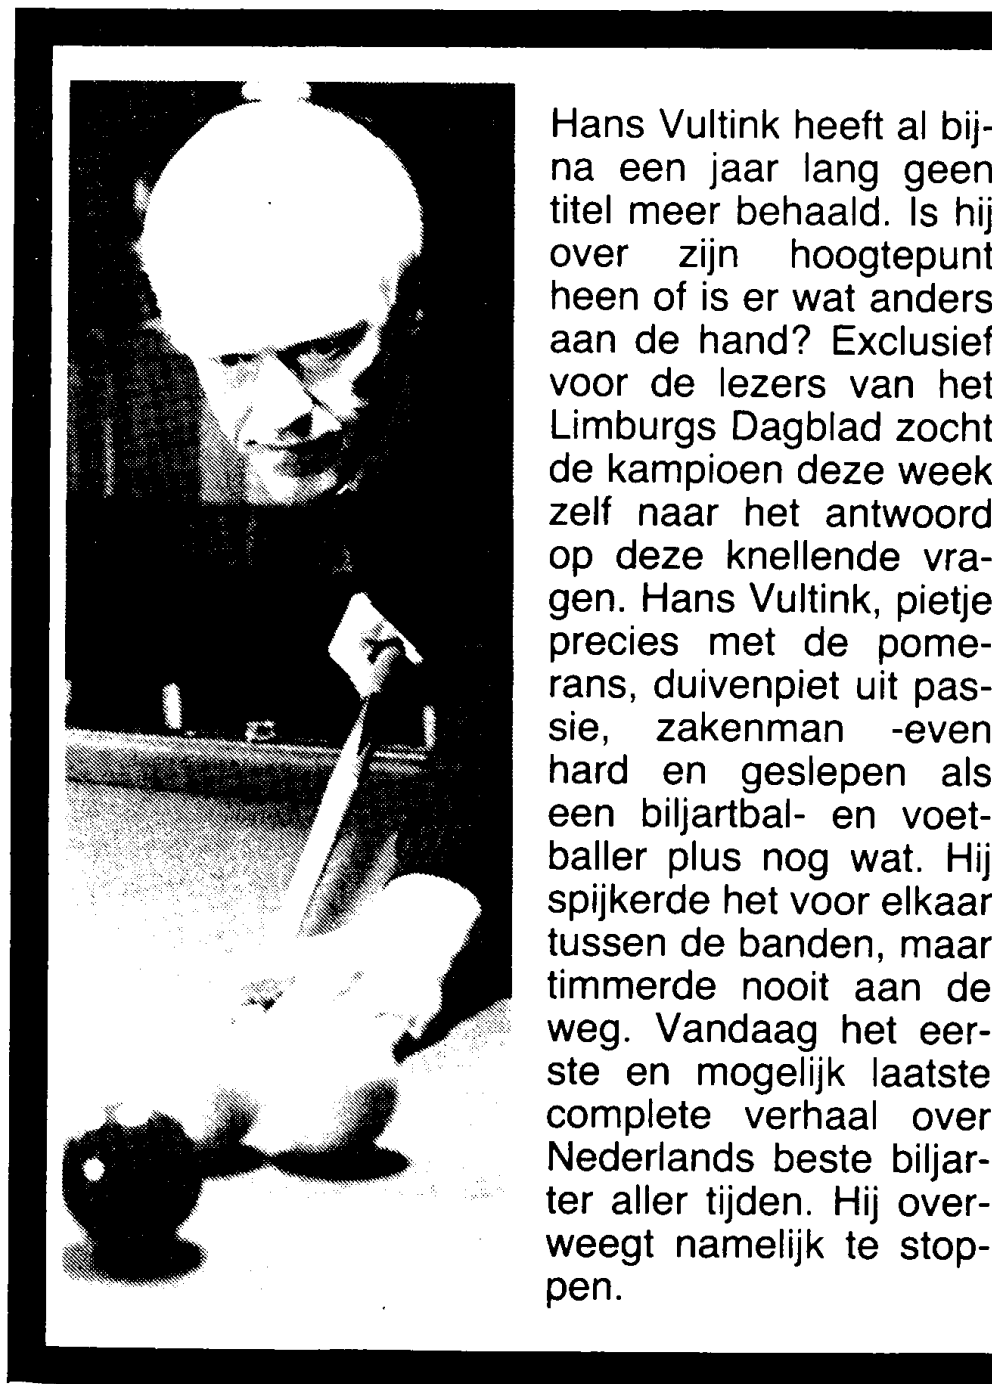 Hans Vultink heeft al bij-
na een jaar lang geen
titel meer behaald. Is hij
over zijn hoogtepunt
heen of is er wat anders
aan de hand? Exclusief
voor de lezers van het
Limburgs Dagblad zocht
de kampioen deze week
zelf naar het antwoord
op deze knellende vra-
gen. Hans Vultink, pietje
precies met de pome-
rans, duivenpiet uit pas-
sie, zakenman -even
hard en geslepen als
een biljartbal- en voet-
baller plus nog wat. Hij
spijkerde het voor elkaar
tussen de banden, maar
timmerde nooit aan de
weg. Vandaag het eer-
ste en mogelijk laatste
complete verhaal over
Nederlands beste biljar-
ter aller tijden. Hij over-
weegt namelijk te stop-
pen.